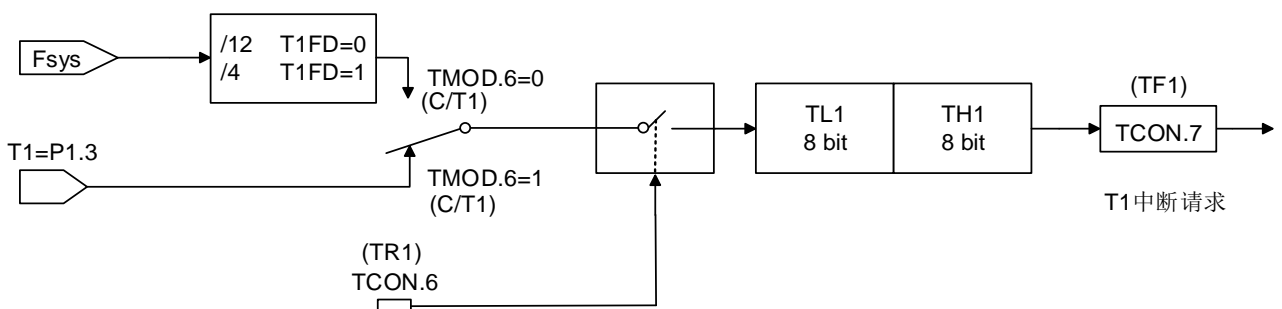 Fsys
/12 T1FD=0
/4 T1FD=1
TMOD.6=0
(C/T1)
T1=P1.3
TMOD.6=1
(C/T1)
(TR1)
TCON.6
TL1
8 bit
TH1
8 bit
(TF1)
TCON.7
T1中断请求